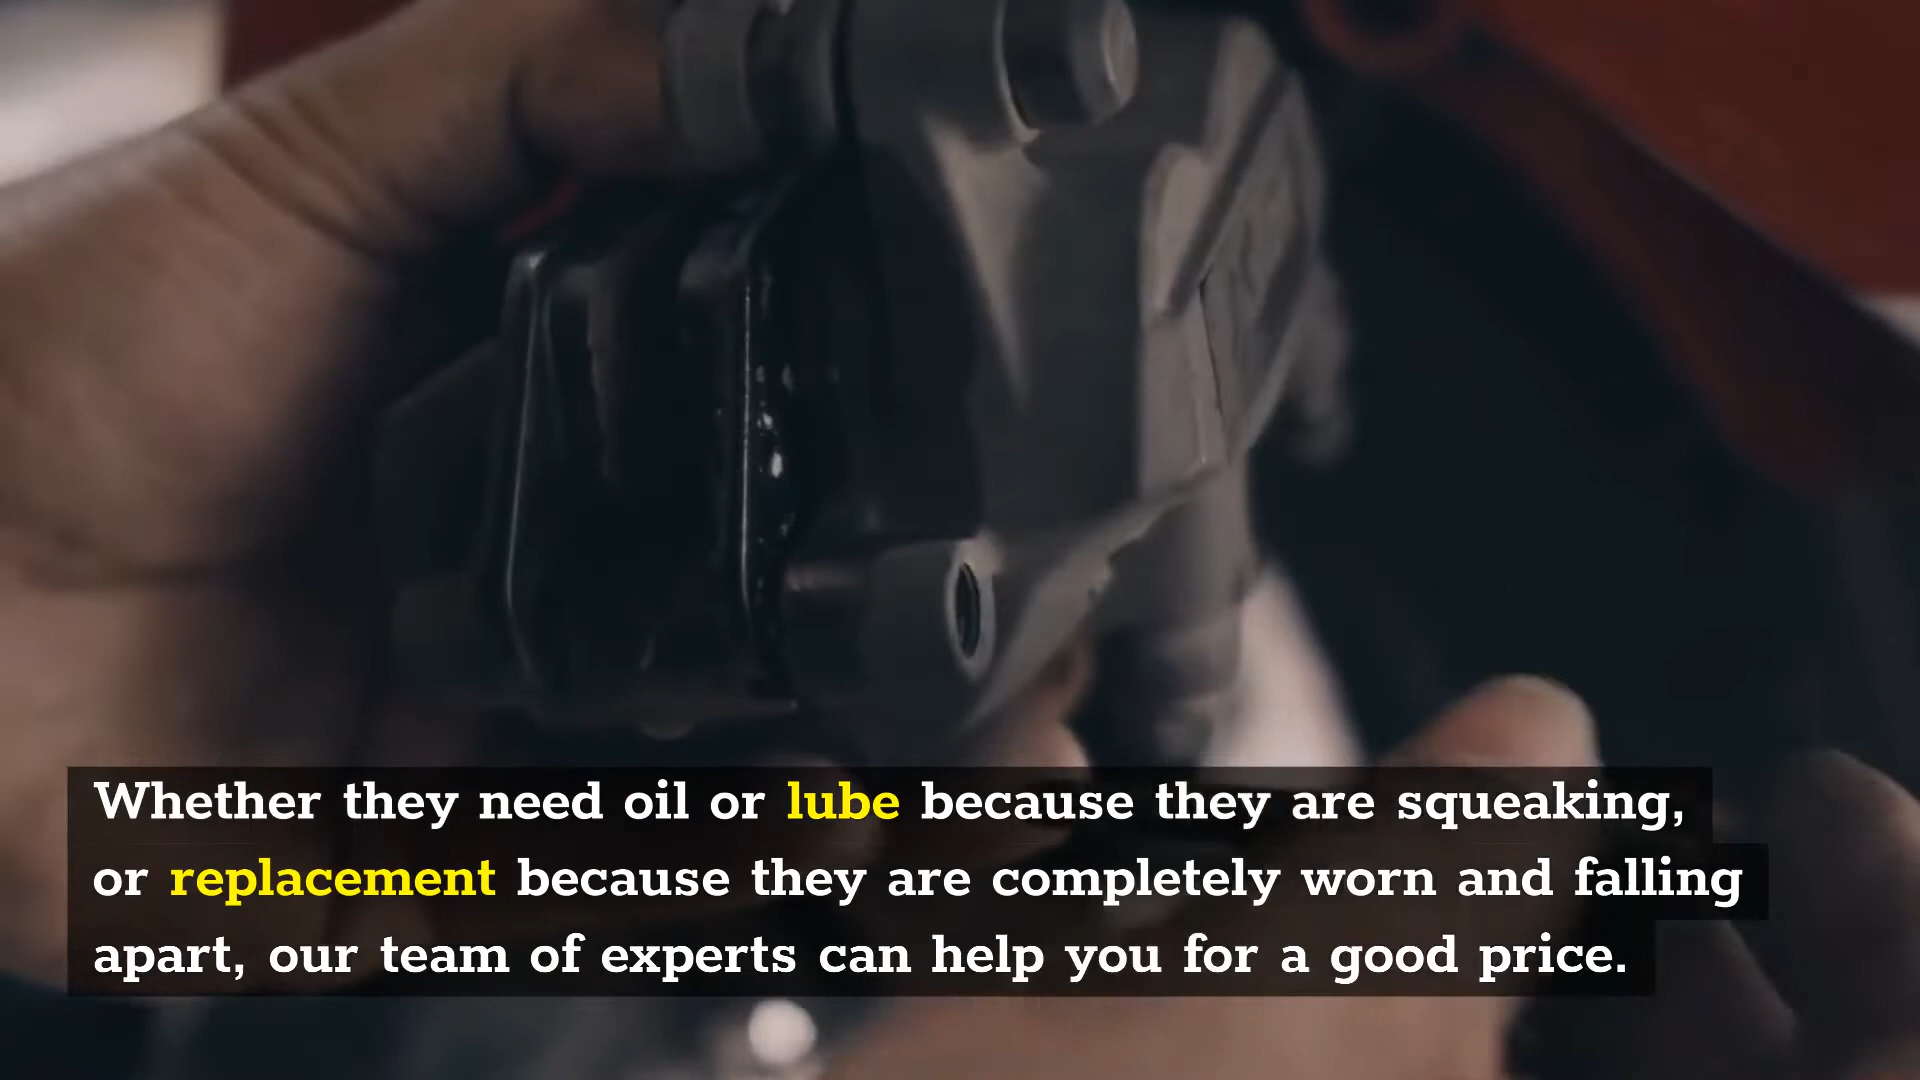 Whether they need oil or lube because they are squeaking,
or replacement because they are completely worn and falling
apart, our team of experts can help you for a good price.